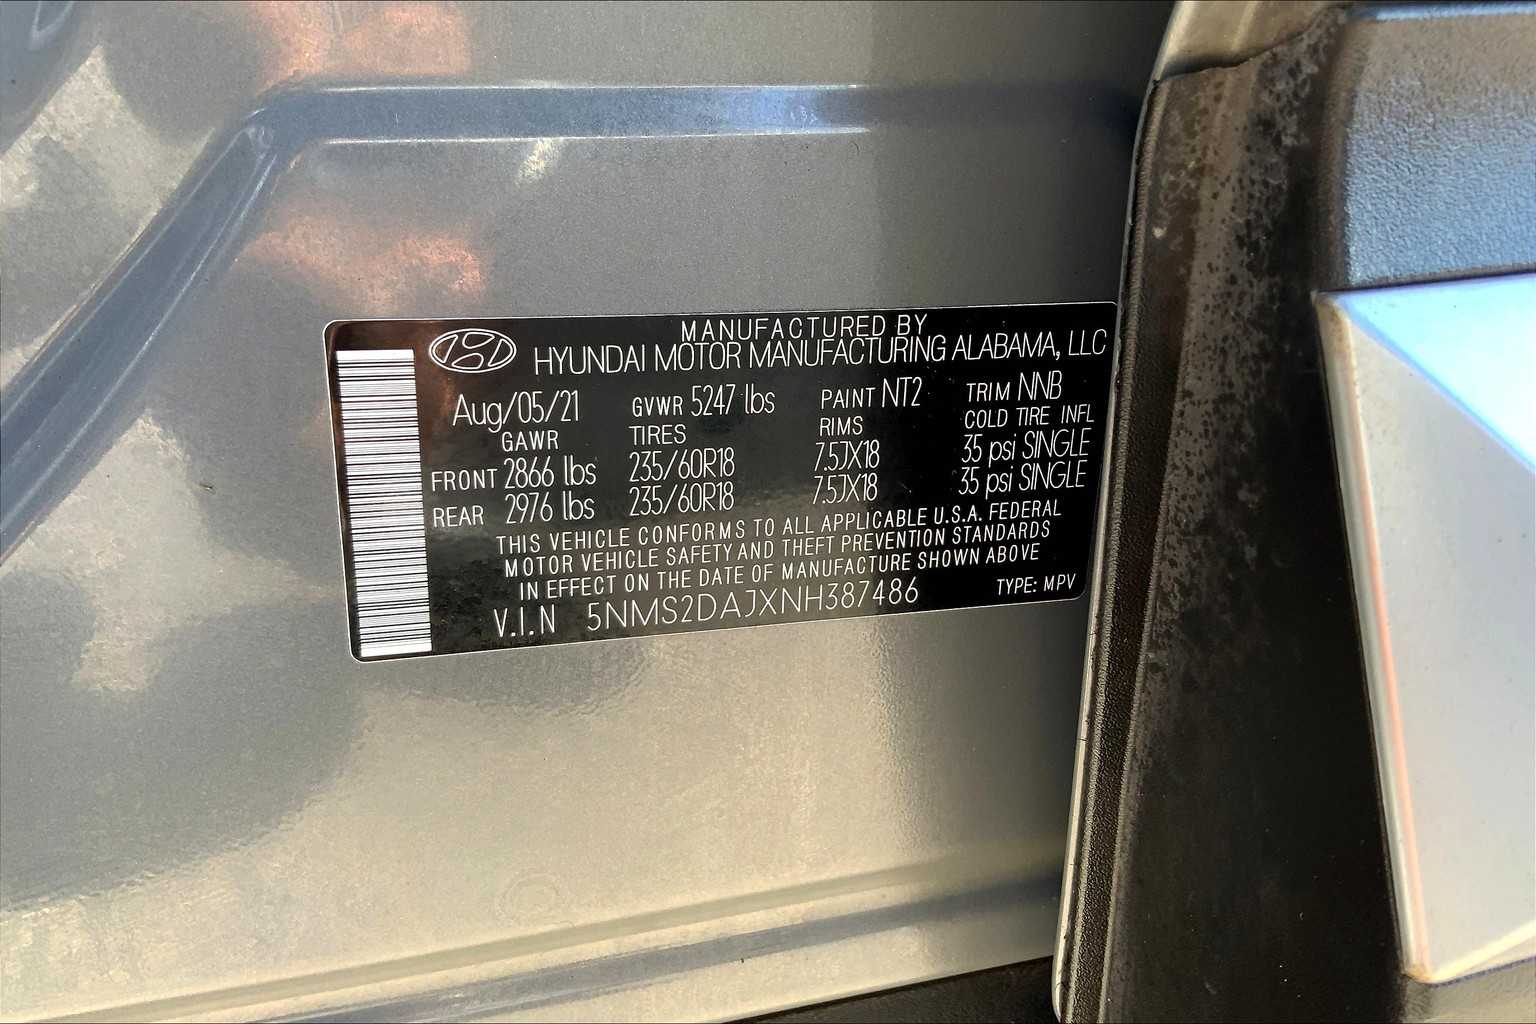 MANUFACTURED BY
HYUNDAI MOTOR MANUFACTURING ALABAMA, LLC
Aug/05/21 GVWR 5247 lbs PAINT NT2 TRIM NNB
GAWR TIRES RIMS COLD TIRE INFL
FRONT 2866 lbs 235/60R18 7.5JX18 35 psi SINGLE
REAR 2976 lbs 235/60R18 7.5JX18 35 psi SINGLE
THIS VEHICLE CONFORMS TO ALL APPLICABLE U.S.A. FEDERAL
MOTOR VEHICLE SAFETY AND THEFT PREVENTION STANDARDS
IN EFFECT ON THE DATE OF MANUFACTURE SHOWN ABOVE
V.I.N 5NMS2DAJXNH387486 TYPE: MPV